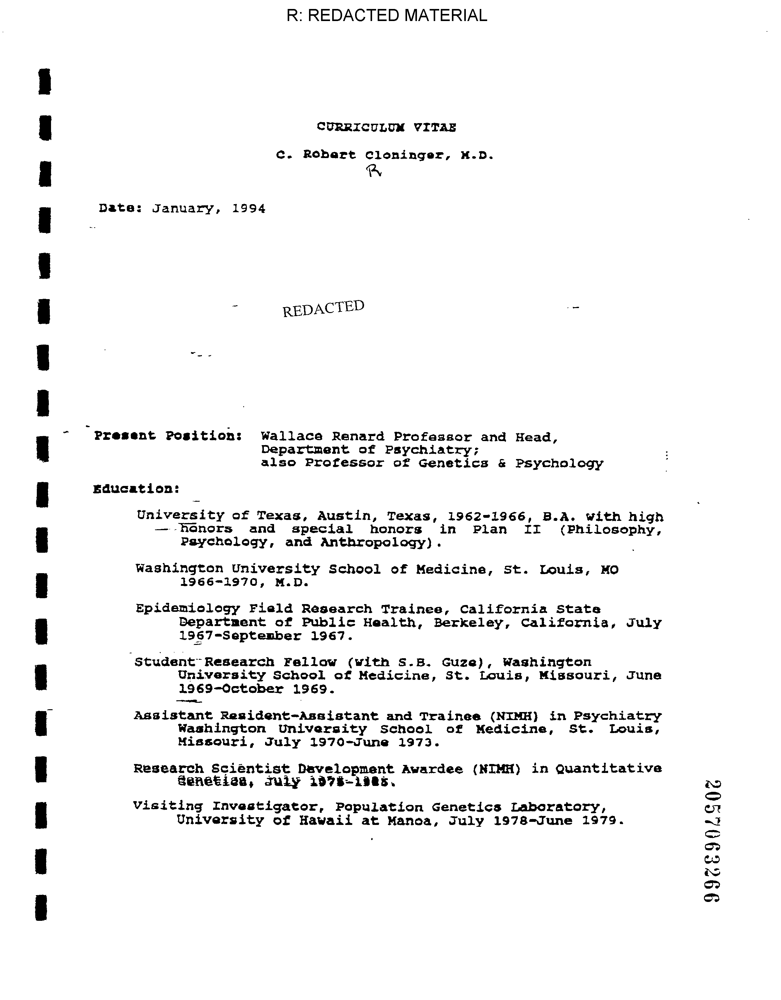 R: REDACTED MATERIAL
CURRICULUM VITAE
C. Robert Cloninger, M.D.
R
Date: January, 1994
REDACTED
Present Position: Wallace Renard Professor and Head,
Department of Psychiatry;
also Professor of Genetics & Psychology
Education:
University of Texas, Austin, Texas, 1962-1966, B.A. with high
honors and special honors in Plan II (Philosophy,
Psychology, and Anthropology).
Washington University School of Medicine, St. Louis, MO
1966-1970, M.D.
Epidemiology Field Research Trainee, California State
Department of Public Health, Berkeley, California, July
1967-September 1967.
Student Research Fellow (with S.B. Guze), Washington
University School of Medicine, St. Louis, Missouri, June
1969-October 1969.
Assistant Resident-Assistant and Trainee (NIMH) in Psychiatry
Washington University School of Medicine, St. Louis,
Missouri, July 1970-June 1973.
Research Scientist Development Awardee (NIMH) in Quantitative
Genetics, July
Visiting Investigator, Population Genetics Laboratory,
University of Hawaii at Manoa, July 1978-June 1979.
2057063266